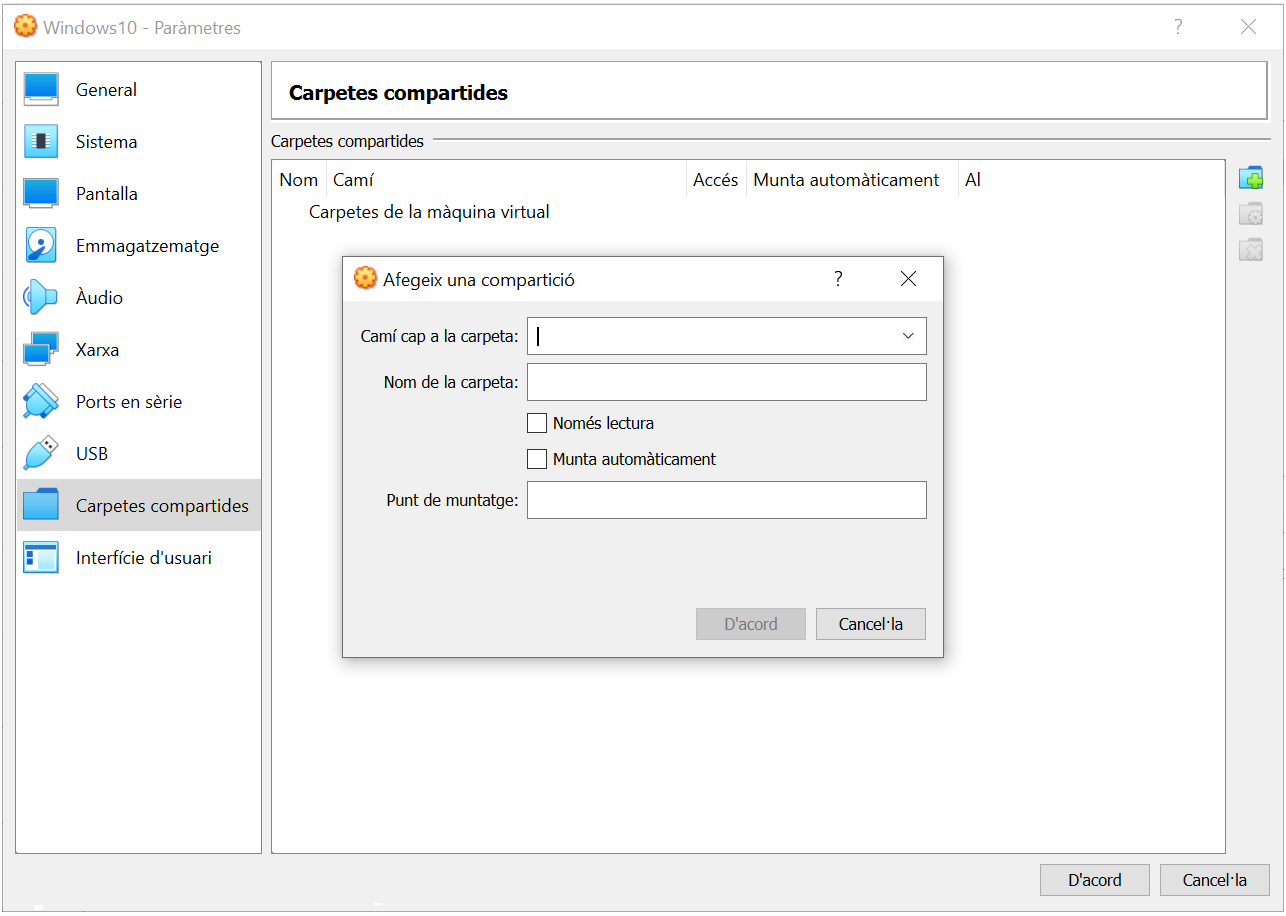 Windows10 - Paràmetres
General
Sistema
Pantalla
Emmagatzematge
Àudio
Xarxa
Ports en sèrie
USB
Carpetes compartides
Interfície d'usuari
Carpetes compartides
Carpetes compartides
Nom Camí Accés Munta automàticament Al
Carpetes de la màquina virtual
Afegeix una compartició
Camí cap a la carpeta:
Nom de la carpeta:
Només lectura
Munta automàticament
Punt de muntatge:
D'acord Cancel·la
D'acord Cancel·la